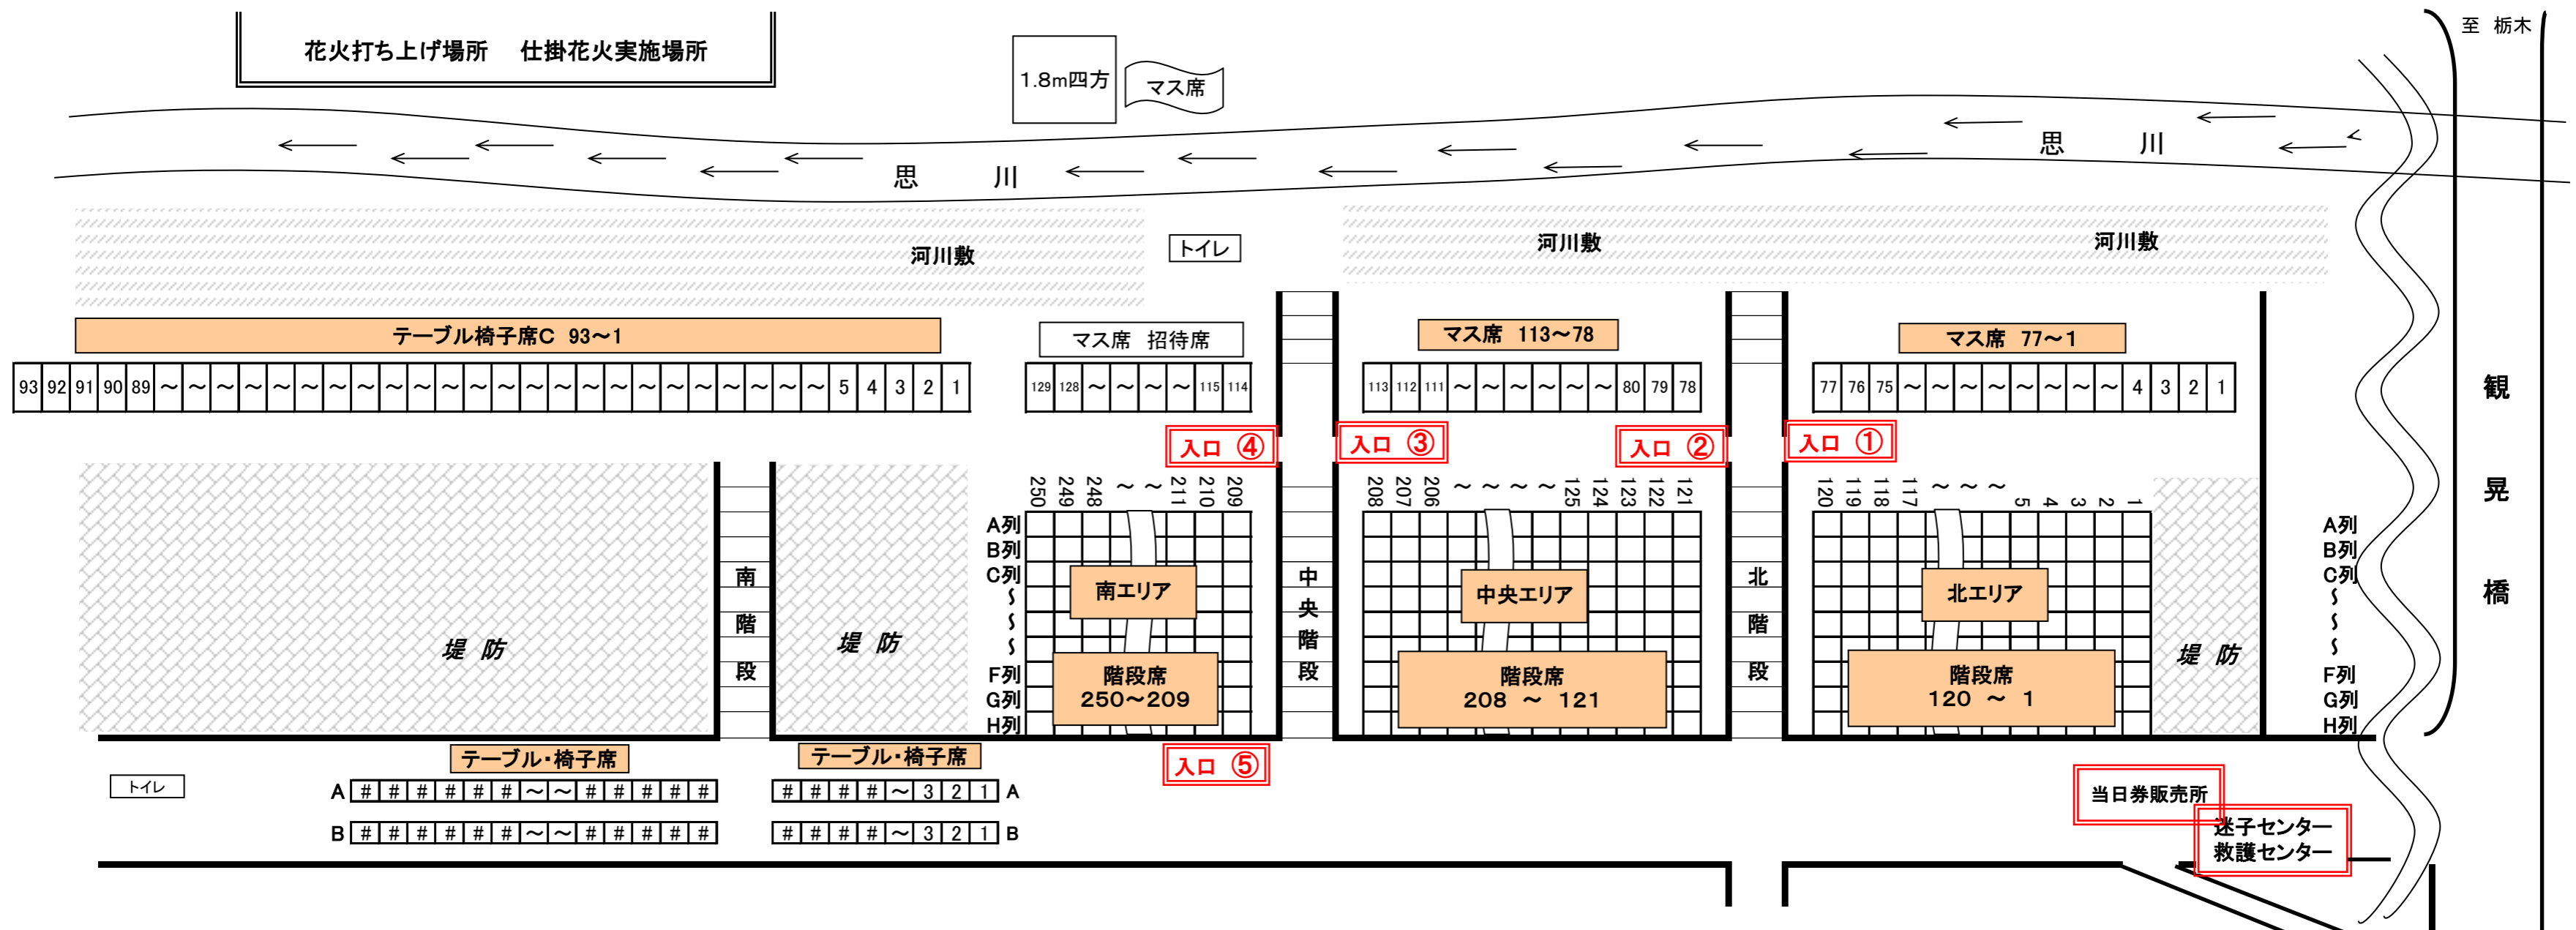 花火打ち上げ場所 仕掛花火実施場所
1.8m四方
マス席
至 栃木
思 川
思 川
河川敷
トイレ
河川敷
河川敷
テーブル椅子席C 93～1
マス席 招待席
マス席 113～78
マス席 77～1
93 92 91 90 89 ～ ～ ～ ～ ～ ～ ～ ～ ～ ～ ～ ～ ～ ～ ～ ～ ～ ～ ～ ～ 5 4 3 2 1
129 128 ～ ～ ～ ～ 115 114
113 112 111 ～ ～ ～ ～ ～ ～ 80 79 78
77 76 75 ～ ～ ～ ～ ～ ～ ～ ～ 4 3 2 1
観晃橋
入口 ④
入口 ③
入口 ②
入口 ①
250 249 248 ～ ～ 211 210 209
208 207 206 ～ ～ ～ ～ 125 124 123 122 121
120 119 118 117 ～ ～ ～ 5 4 3 2 1
A列
B列
C列
～
～
～
F列
G列
H列
A列
B列
C列
～
～
～
F列
G列
H列
南エリア
中央エリア
北エリア
南階段
中央階段
北階段
堤 防
堤 防
堤 防
階段席
250～209
階段席
208 ～ 121
階段席
120 ～ 1
テーブル・椅子席
テーブル・椅子席
入口 ⑤
トイレ
A # # # # # # ～ ～ # # # # #
# # # # ～ 3 2 1 A
B # # # # # # ～ ～ # # # # #
# # # # ～ 3 2 1 B
当日券販売所
迷子センター
救護センター